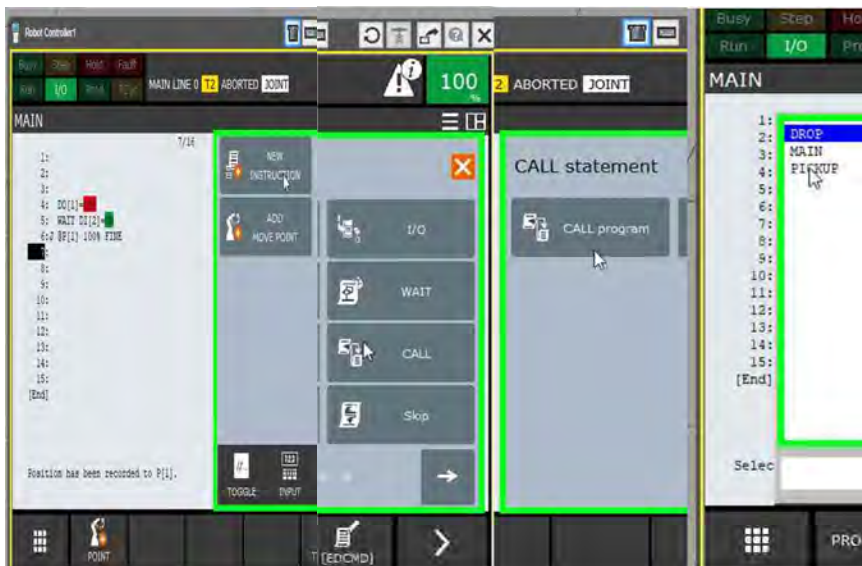 Robot Controller1
Busy Step Hold Fault
Run I/O Prod TCyc
MAIN LINE 0 T2 ABORTED JOINT
MAIN
7/16
1:
2:
3:
4: DO[1]=
5: WAIT DI[2]=
6:J @P[1] 100% FINE
7:
8:
9:
10:
11:
12:
13:
14:
15:
[End]
Position has been recorded to P[1].
POINT
NEW INSTRUCTION
ADD MOVE POINT
TOGGLE
123
INPUT
100
%
I/O
WAIT
CALL
Skip
[EDCMD]
2 ABORTED JOINT
CALL statement
CALL program
Busy Step Ho
Run I/O Pr
MAIN
1:
2:
3:
4:
5:
6:
7:
8:
9:
10:
11:
12:
13:
14:
15:
[End]
DROP
MAIN
PICKUP
Selec
PRO